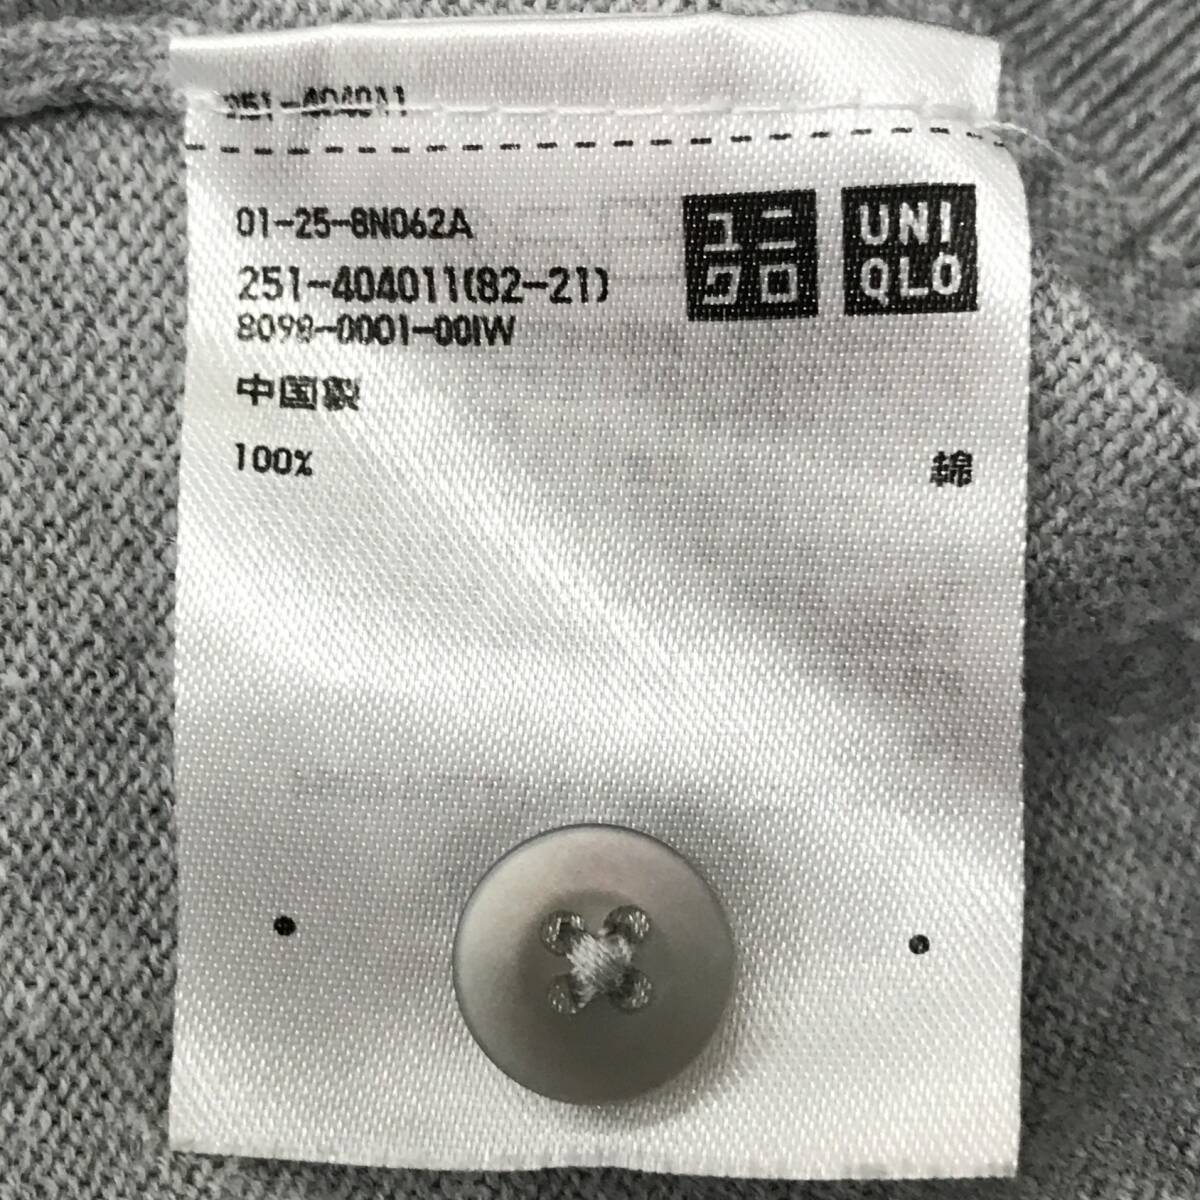 251-404011
ユニ
クロ
UNI
QLO
01-25-8N062A
251-404011(82-21)
8098-0001-00IW
中国製
100% 綿